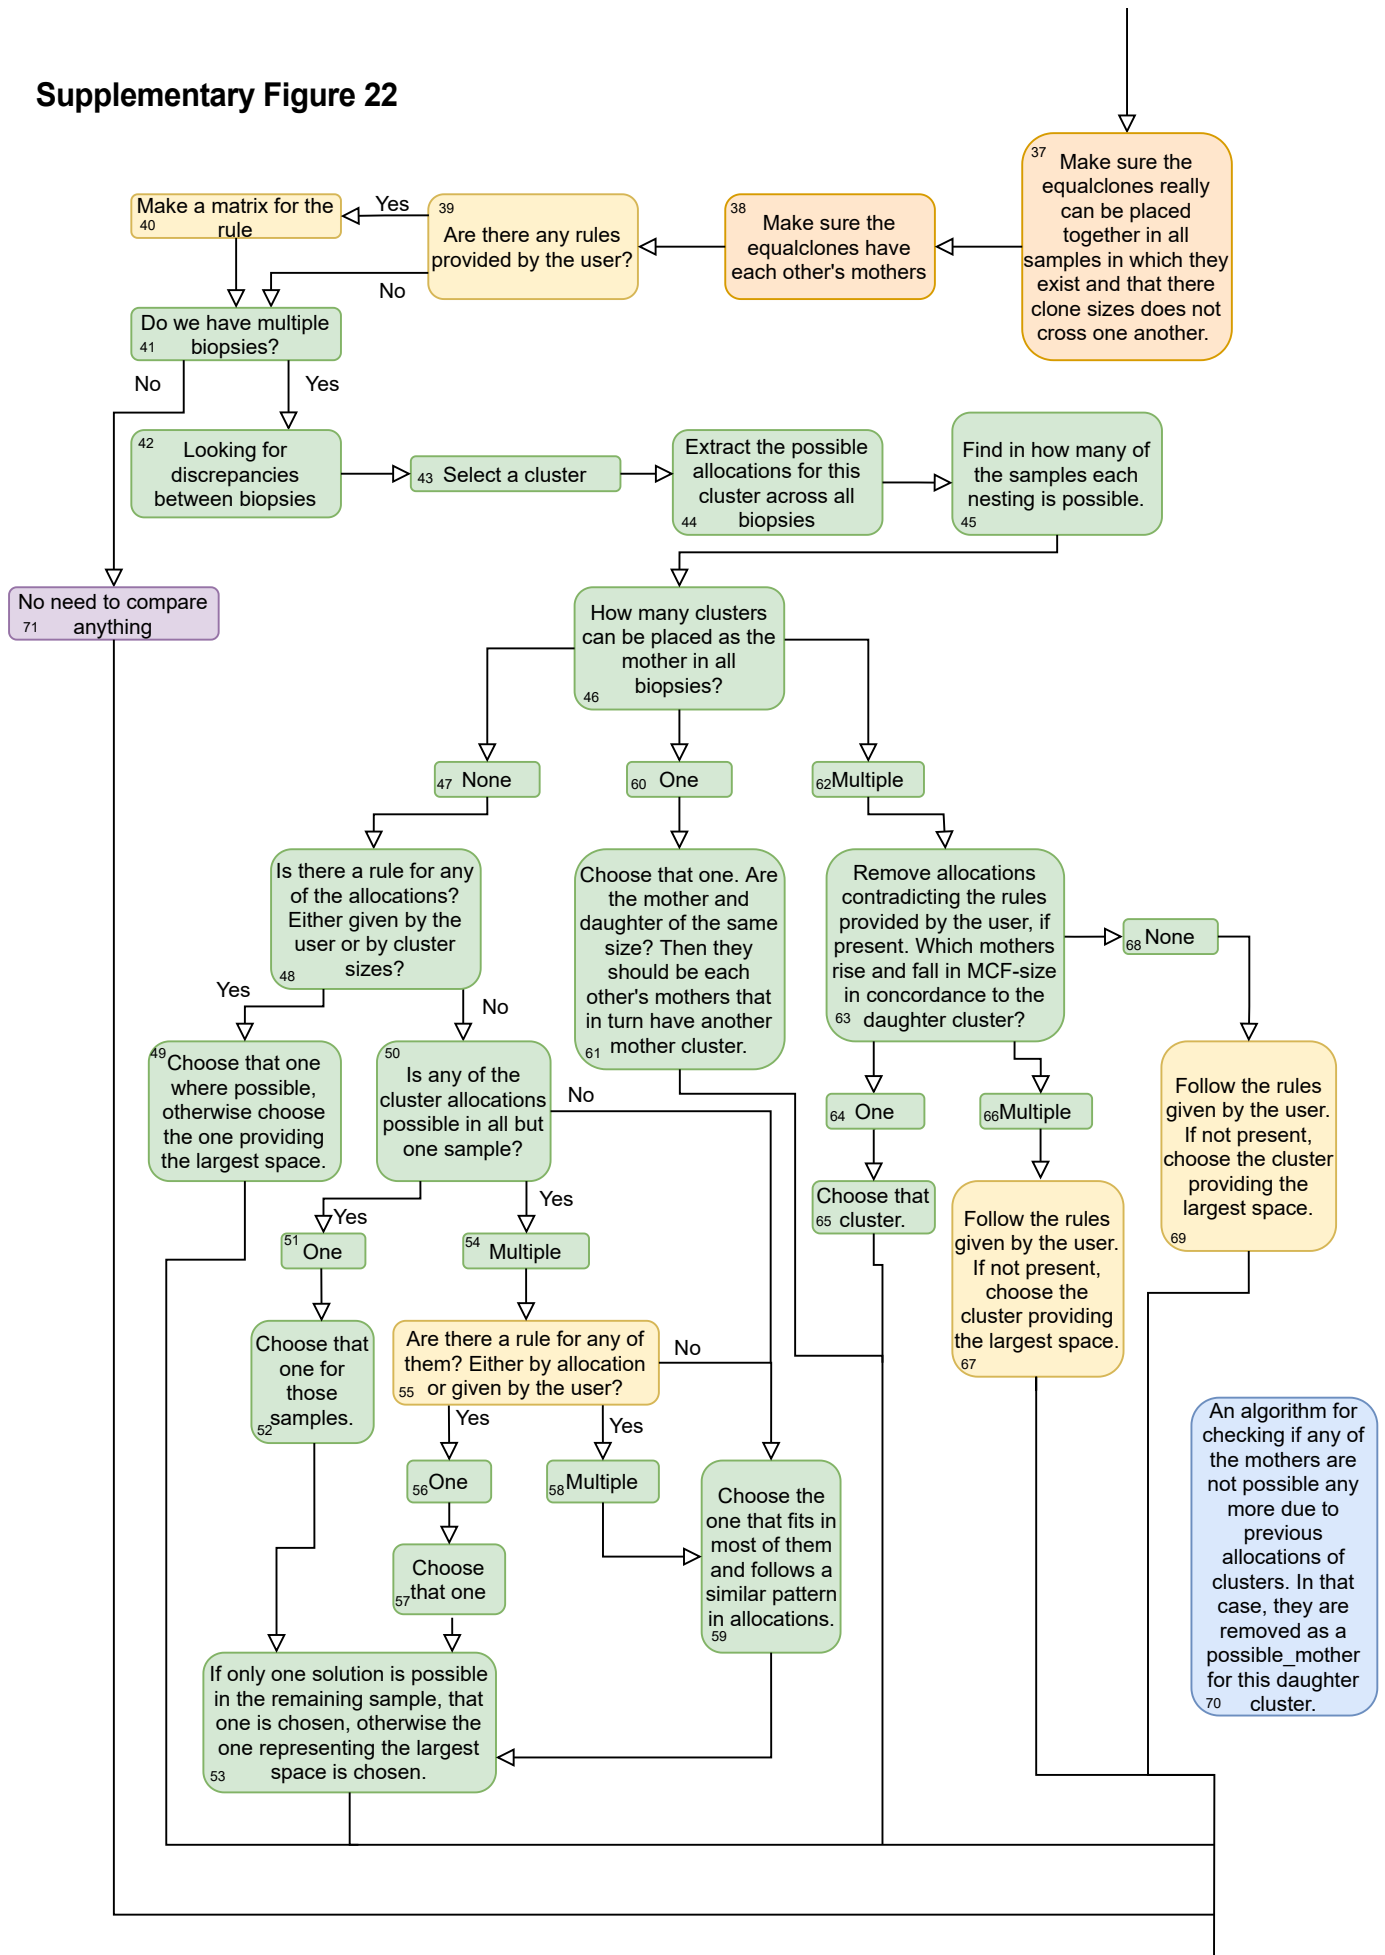 Supplementary Figure 22
37
Make sure the
equalclones really
can be placed
together in all
samples in which they
exist and that there
clone sizes does not
cross one another.
38
Make sure the
equalclones have
each other's mothers
39
Are there any rules
provided by the user?
Yes
No
Make a matrix for the
40
rule
Do we have multiple
41
biopsies?
No
Yes
42
Looking for
discrepancies
between biopsies
43
Select a cluster
Extract the possible
allocations for this
cluster across all
44
biopsies
Find in how many of
the samples each
nesting is possible.
45
No need to compare
71
anything
How many clusters
can be placed as the
mother in all
biopsies?
46
47
None
60
One
62
Multiple
Is there a rule for any
of the allocations?
Either given by the
user or by cluster
sizes?
48
Choose that one. Are
the mother and
daughter of the same
size? Then they
should be each
other's mothers that
in turn have another
61
mother cluster.
Remove allocations
contradicting the rules
provided by the user, if
present. Which mothers
rise and fall in MCF-size
in concordance to the
63
daughter cluster?
68
None
Yes
No
49
Choose that one
where possible,
otherwise choose
the one providing
the largest space.
50
Is any of the
cluster allocations
possible in all but
one sample?
No
64
One
66
Multiple
Follow the rules
given by the user.
If not present,
choose the cluster
providing the
largest space.
69
Yes
Yes
51
One
54
Multiple
Choose that
65
cluster.
Follow the rules
given by the user.
If not present,
choose the
cluster providing
the largest space.
67
Choose that
one for
those
samples.
52
Are there a rule for any of
them? Either by allocation
55
or given by the user?
No
Yes
Yes
56
One
58
Multiple
Choose
57
that one
Choose the
one that fits in
most of them
and follows a
similar pattern
in allocations.
59
An algorithm for
checking if any of
the mothers are
not possible any
more due to
previous
allocations of
clusters. In that
case, they are
removed as a
possible_mother
for this daughter
70
cluster.
If only one solution is possible
in the remaining sample, that
one is chosen, otherwise the
one representing the largest
53
space is chosen.